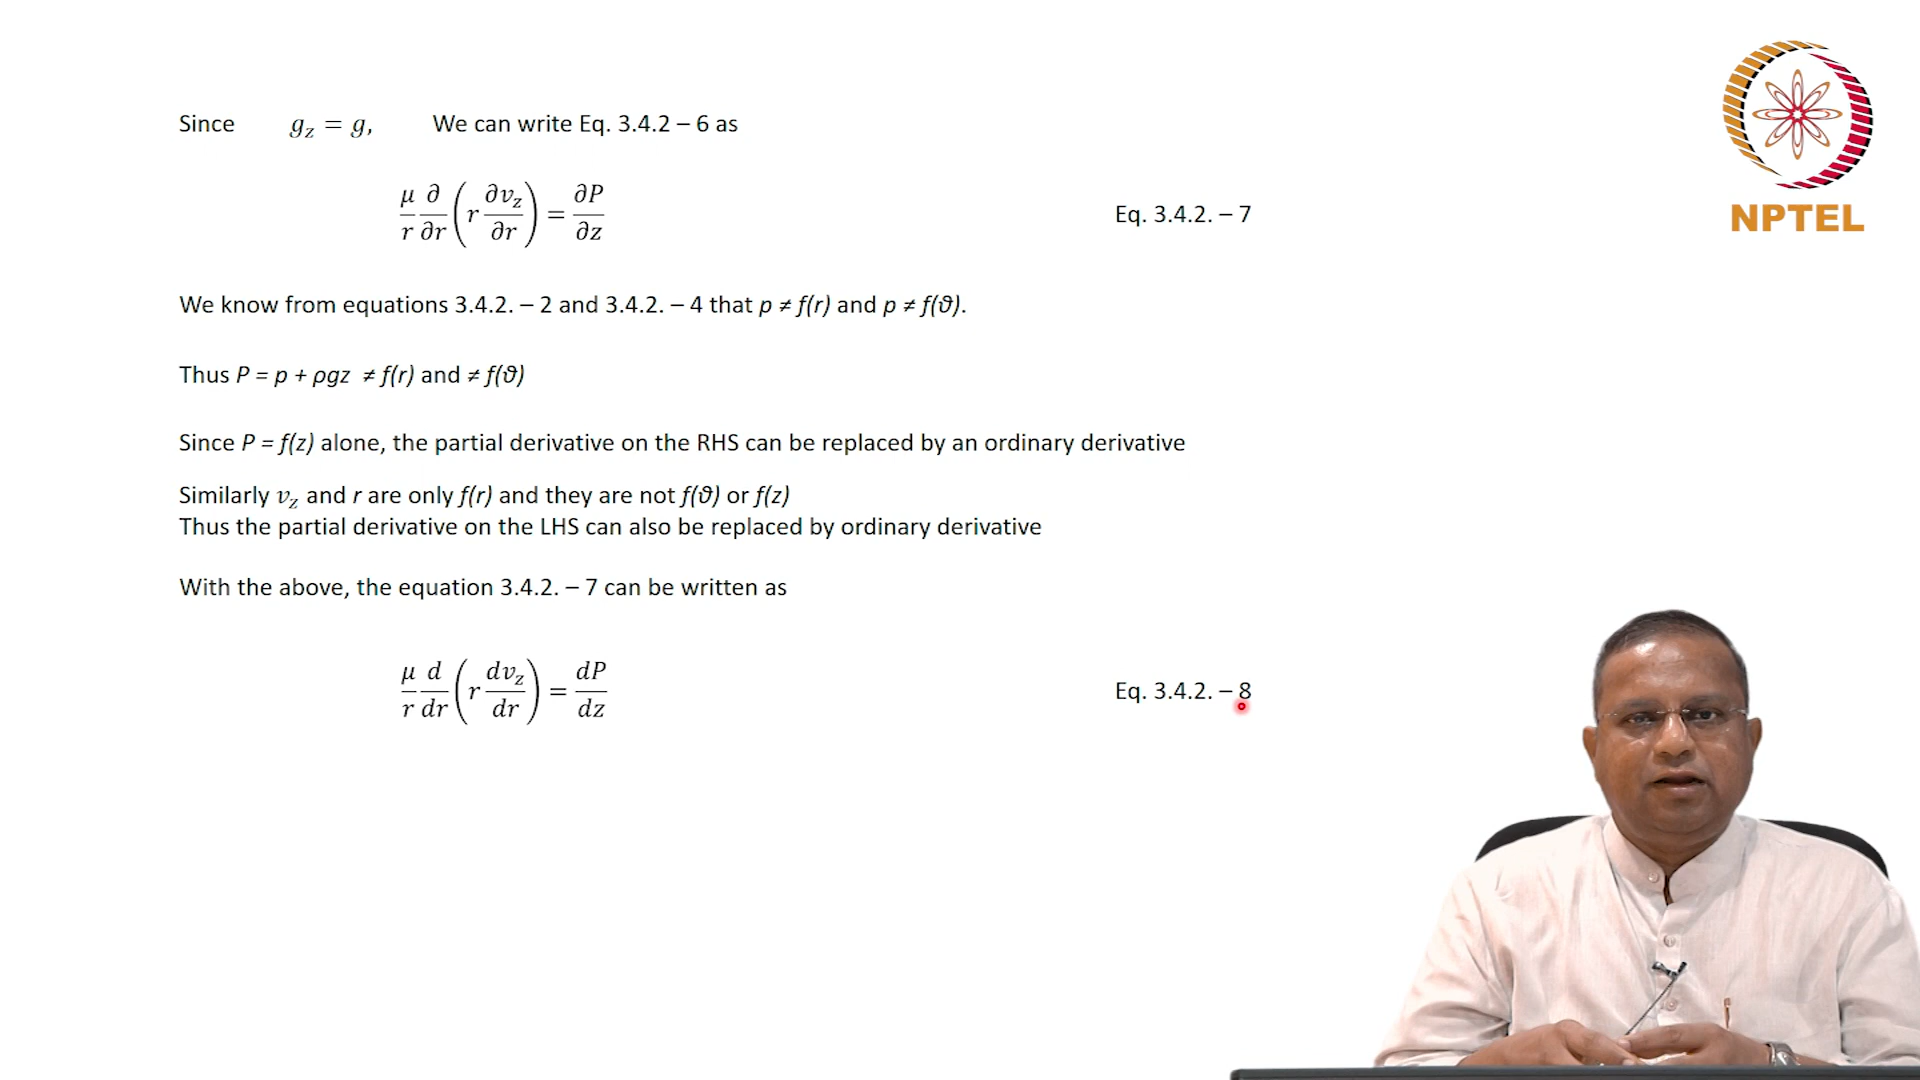 Since g_z = g, We can write Eq. 3.4.2 – 6 as
μ/r ∂/∂r (r ∂v_z/∂r) = ∂P/∂z Eq. 3.4.2. – 7
We know from equations 3.4.2. – 2 and 3.4.2. – 4 that p ≠ f(r) and p ≠ f(ϑ).
Thus P = p + ρgz ≠ f(r) and ≠ f(ϑ)
Since P = f(z) alone, the partial derivative on the RHS can be replaced by an ordinary derivative
Similarly v_z and r are only f(r) and they are not f(ϑ) or f(z)
Thus the partial derivative on the LHS can also be replaced by ordinary derivative
With the above, the equation 3.4.2. – 7 can be written as
μ/r d/dr (r dv_z/dr) = dP/dz Eq. 3.4.2. – 8
NPTEL